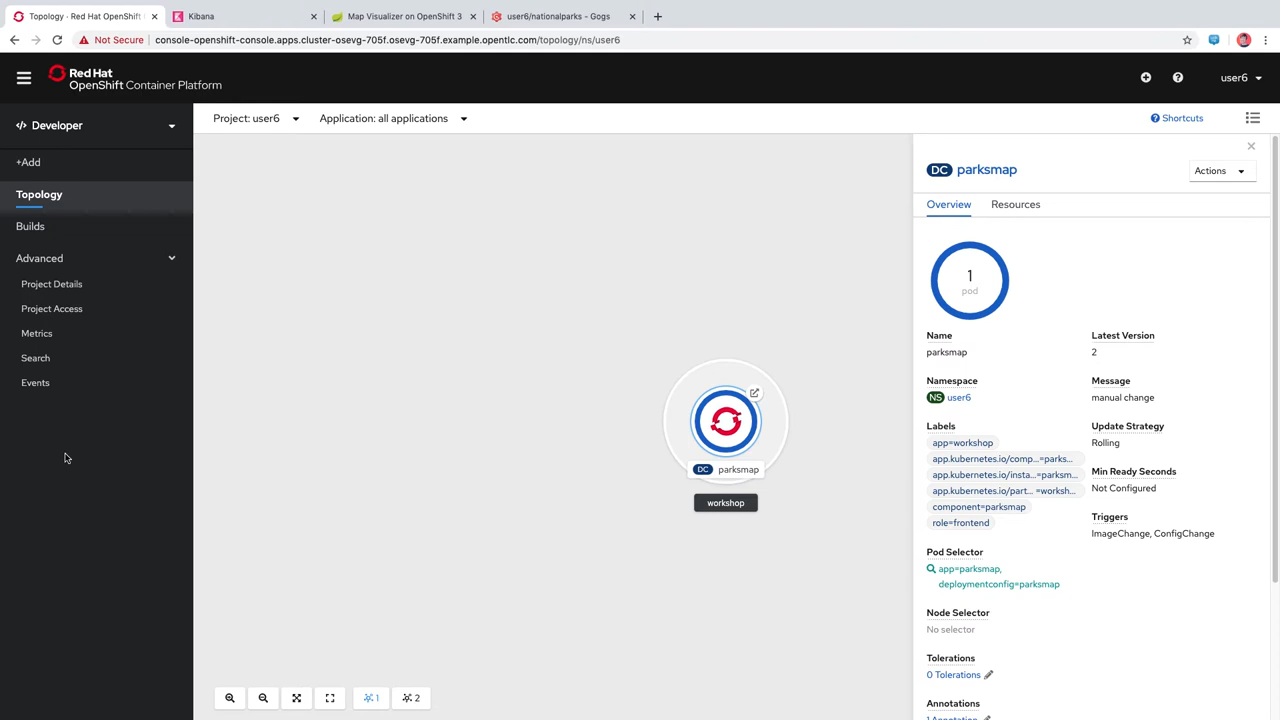 Topology · Red Hat OpenShift
Kibana
Map Visualizer on OpenShift 3
user6/nationalparks - Gogs
Not Secure
console-openshift-console.apps.cluster-osevg-705f.osevg-705f.example.opentlc.com/topology/ns/user6
Red Hat
OpenShift Container Platform
user6
Developer
Project: user6
Application: all applications
Shortcuts
+Add
Topology
Builds
Advanced
Project Details
Project Access
Metrics
Search
Events
DC parksmap
workshop
1
2
DC parksmap
Actions
Overview
Resources
1
pod
Name
parksmap
Latest Version
2
Namespace
NS user6
Message
manual change
Labels
app=workshop
app.kubernetes.io/comp...=parks...
app.kubernetes.io/insta...=parksm...
app.kubernetes.io/part... =worksh...
component=parksmap
role=frontend
Update Strategy
Rolling
Min Ready Seconds
Not Configured
Triggers
ImageChange, ConfigChange
Pod Selector
app=parksmap,
deploymentconfig=parksmap
Node Selector
No selector
Tolerations
0 Tolerations
Annotations
1 Annotation